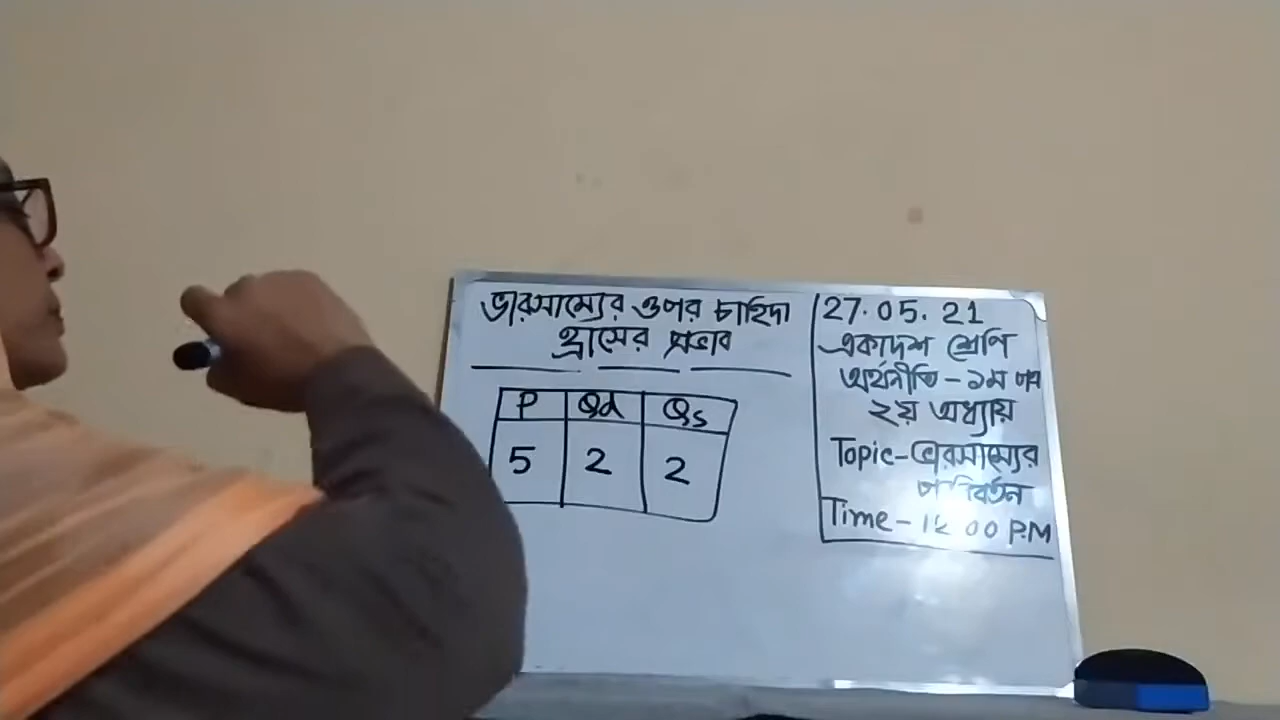 ভারসাম্যের ওপর চাহিদা
হ্রাসের প্রভাব
P Qd Qs
5 2 2
27.05.21
একাদশ শ্রেণি
অর্থনীতি - ১ম পত্র
২য় অধ্যায়
Topic - ভারসাম্যের
পরিবর্তন
Time - 12 00 P.M